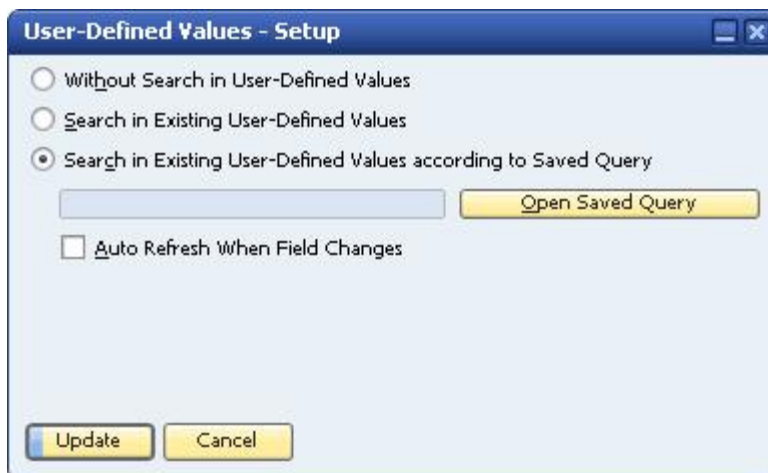 User-Defined Values - Setup
Without Search in User-Defined Values
Search in Existing User-Defined Values
Search in Existing User-Defined Values according to Saved Query
Open Saved Query
Auto Refresh When Field Changes
Update Cancel